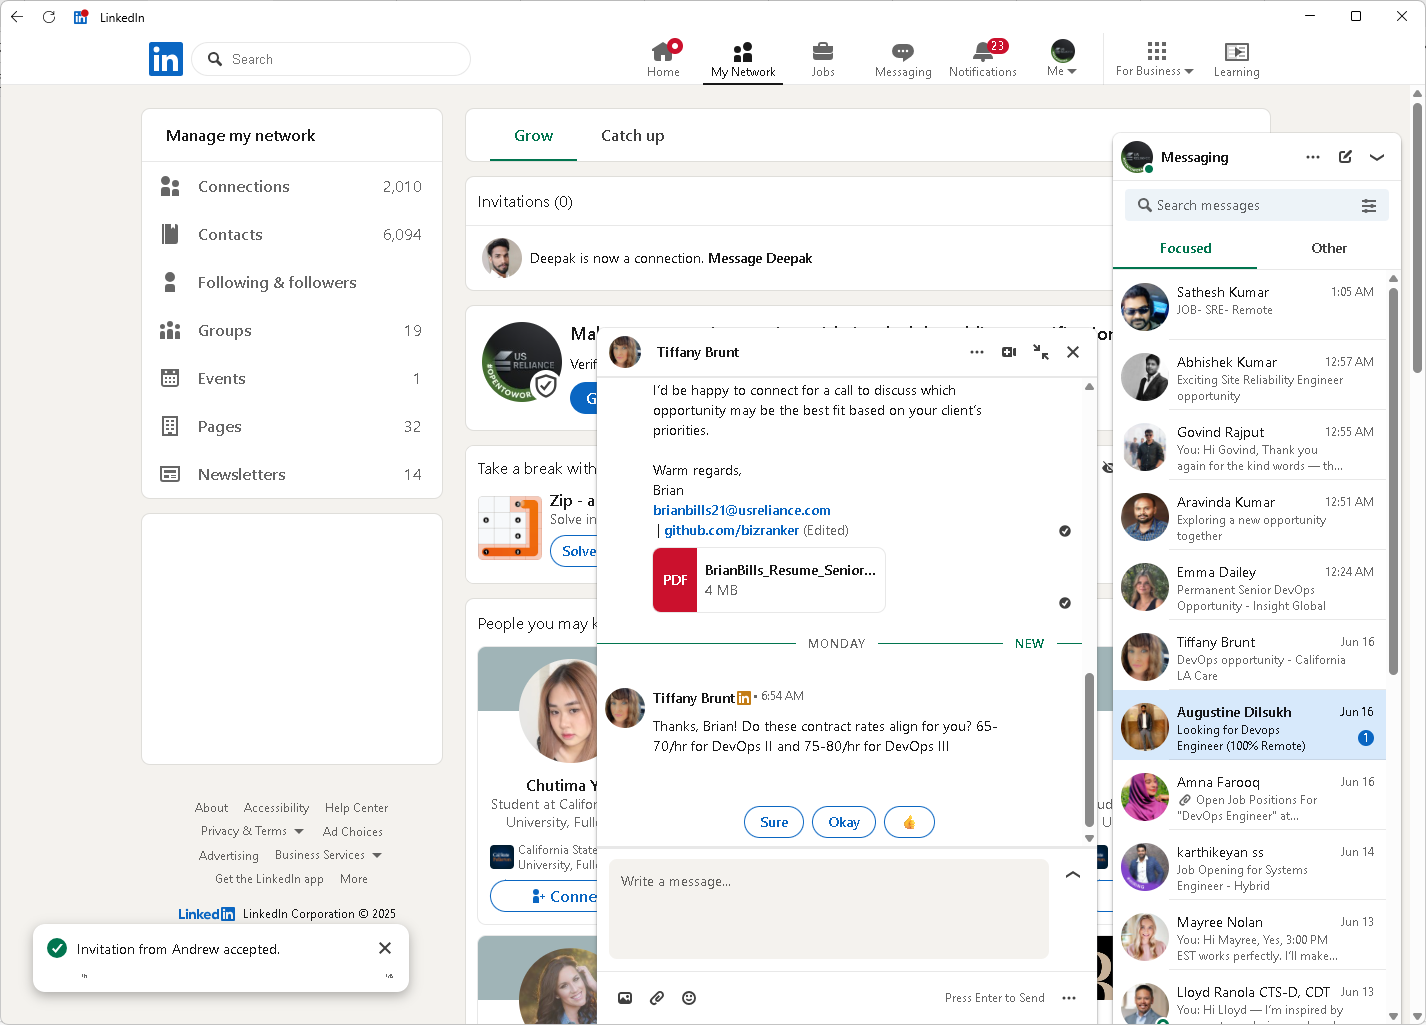 LinkedIn
Search
Home
My Network
Jobs
Messaging
23
Notifications
Me
For Business
Learning
Manage my network
Connections 2,010
Contacts 6,094
Following & followers
Groups 19
Events 1
Pages 32
Newsletters 14
About Accessibility Help Center
Privacy & Terms Ad Choices
Advertising Business Services
Get the LinkedIn app More
LinkedIn LinkedIn Corporation © 2025
Invitation from Andrew accepted.
Grow
Catch up
Invitations (0)
Deepak is now a connection. Message Deepak
US RELIANCE
#OPENTOWORK
Take a break with
Zip - a
Solve in
Solve
People you may k
Chutima Y
Student at Califor
University, Full
California State
University, Full
Conne
Tiffany Brunt
I'd be happy to connect for a call to discuss which
opportunity may be the best fit based on your client's
priorities.
Warm regards,
Brian
brianbills21@usreliance.com
| github.com/bizranker (Edited)
PDF
BrianBills_Resume_Senior...
4 MB
MONDAY
NEW
Tiffany Brunt in • 6:54 AM
Thanks, Brian! Do these contract rates align for you? 65-
70/hr for DevOps II and 75-80/hr for DevOps III
Sure
Okay
👍
Write a message...
Press Enter to Send
Messaging
Search messages
Focused
Other
Sathesh Kumar 1:05 AM
JOB- SRE- Remote
Abhishek Kumar 12:57 AM
Exciting Site Reliability Engineer
opportunity
Govind Rajput 12:55 AM
You: Hi Govind, Thank you
again for the kind words — th...
Aravinda Kumar 12:51 AM
Exploring a new opportunity
together
Emma Dailey 12:24 AM
Permanent Senior DevOps
Opportunity - Insight Global
Tiffany Brunt Jun 16
DevOps opportunity - California
LA Care
Augustine Dilsukh Jun 16
Looking for Devops
Engineer (100% Remote)
1
Amna Farooq Jun 16
Open Job Positions For
"DevOps Engineer" at...
karthikeyan ss Jun 14
Job Opening for Systems
Engineer - Hybrid
Mayree Nolan Jun 13
You: Hi Mayree, Yes, 3:00 PM
EST works perfectly. I'll make...
Lloyd Ranola CTS-D, CDT Jun 13
You: Hi Lloyd — I'm inspired by